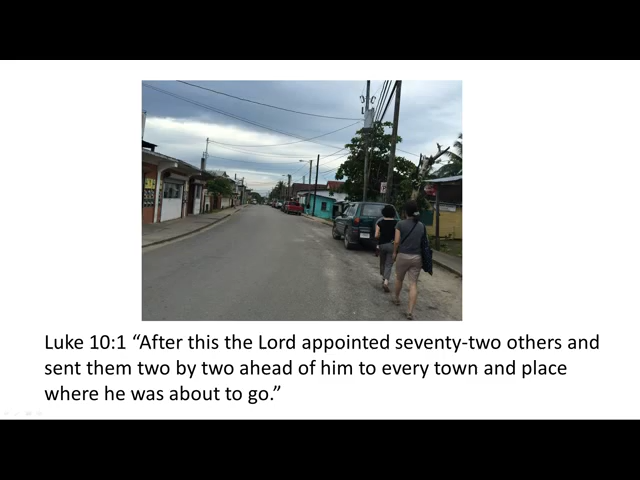 Luke 10:1 “After this the Lord appointed seventy-two others and
sent them two by two ahead of him to every town and place
where he was about to go.”